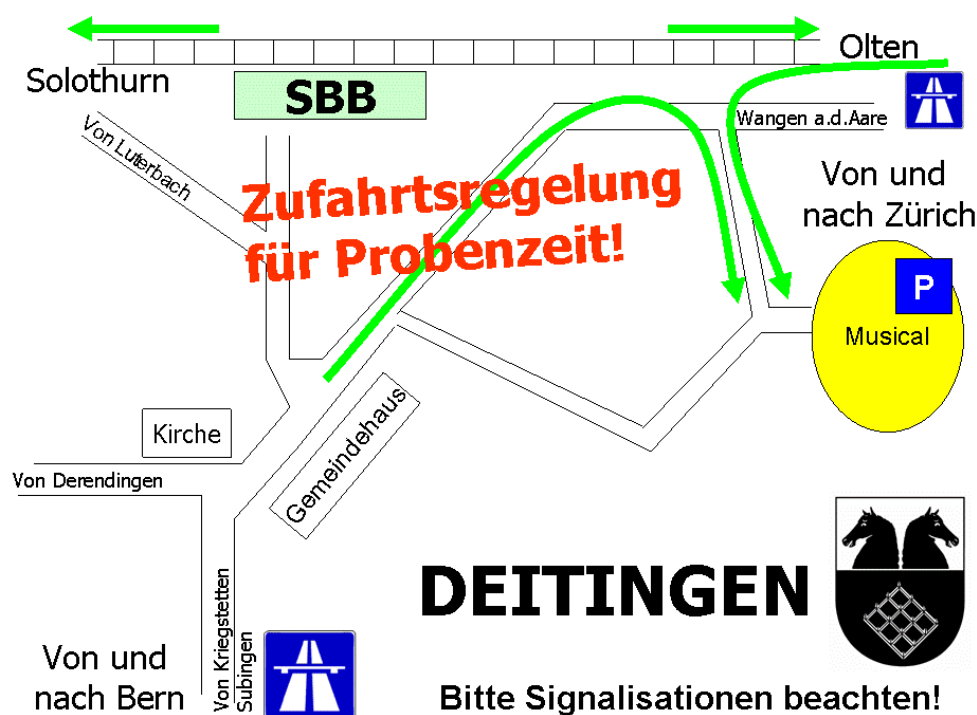 Olten
Solothurn
SBB
Wangen a.d.Aare
Von Luterbach
Von und
nach Zürich
Zufahrtsregelung
für Probenzeit!
P
Musical
Kirche
Gemeindehaus
Von Derendingen
DEITINGEN
Von Kriegstetten
Subingen
Von und
nach Bern
Bitte Signalisationen beachten!